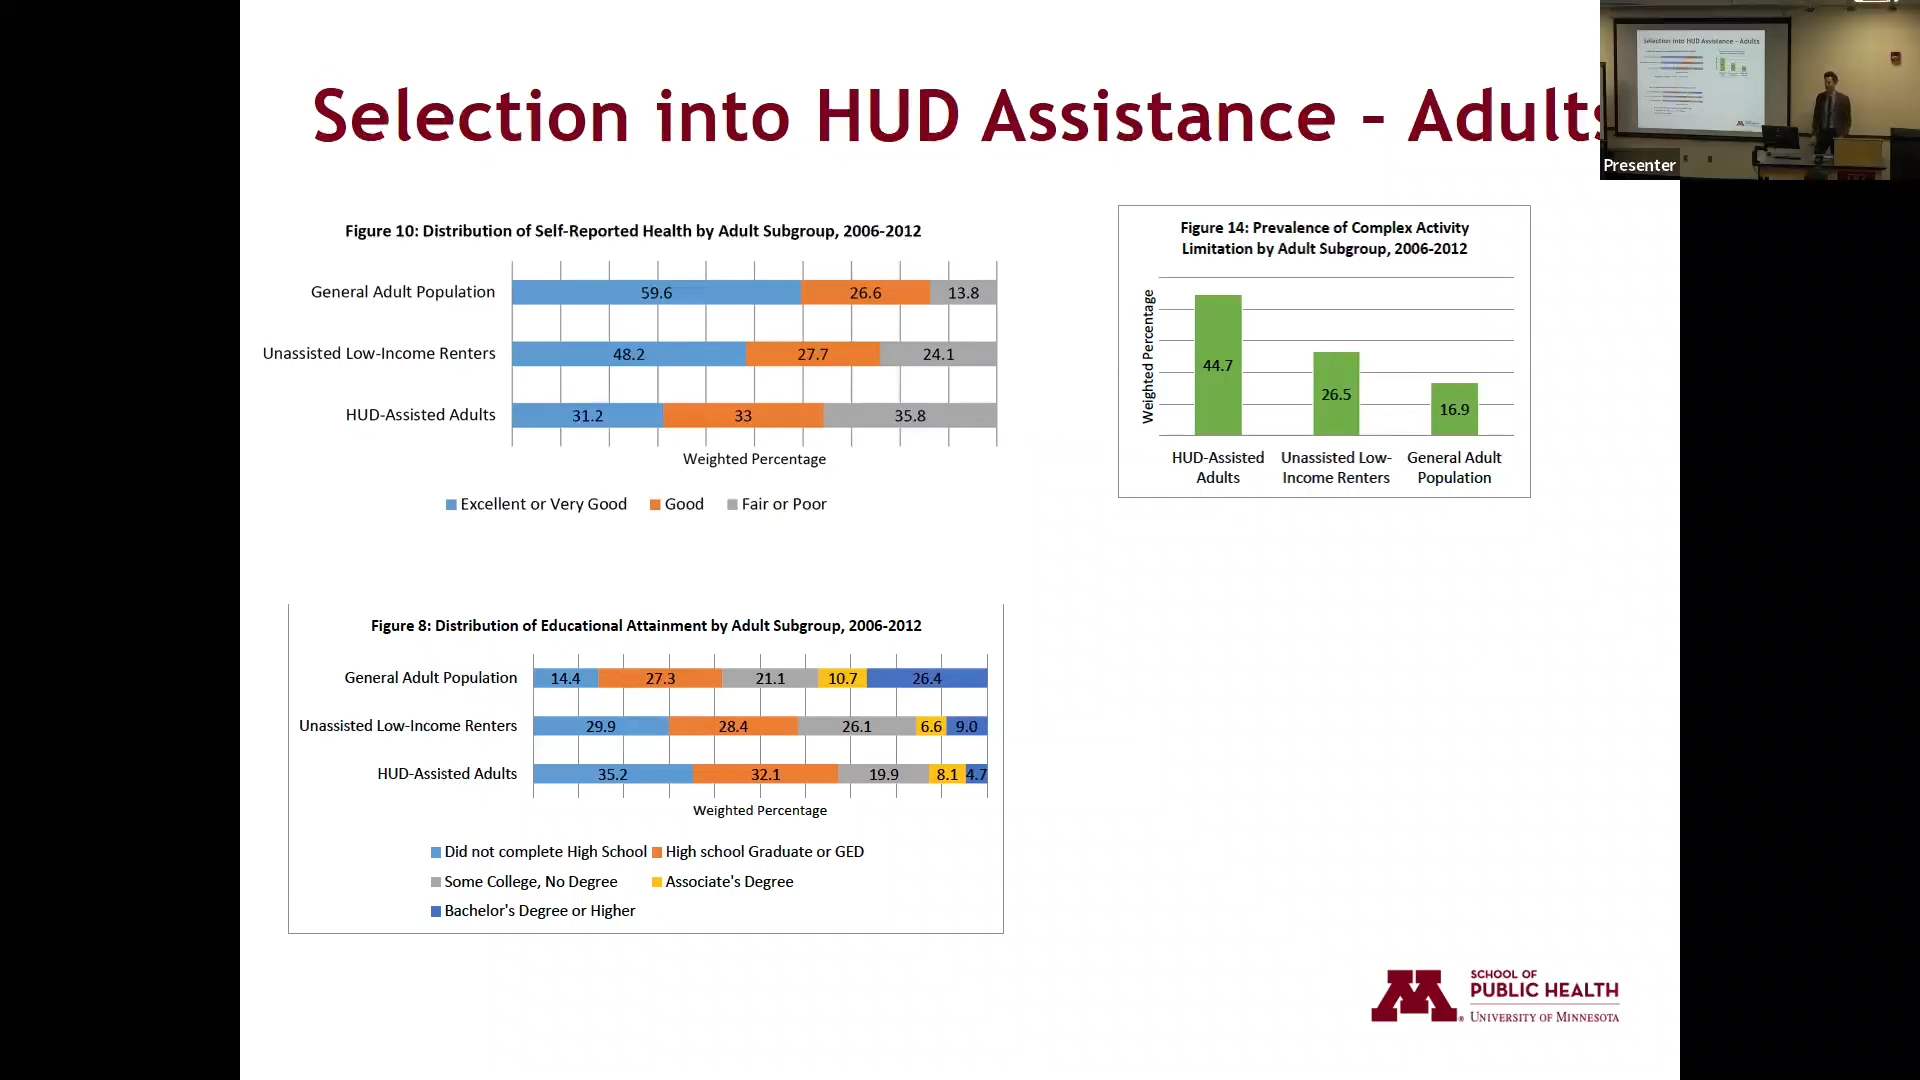 Selection into HUD Assistance – Adults
Selection into HUD Assistance - Adults
Presenter
Figure 10: Distribution of Self-Reported Health by Adult Subgroup, 2006-2012
General Adult Population 59.6 26.6 13.8
Unassisted Low-Income Renters 48.2 27.7 24.1
HUD-Assisted Adults 31.2 33 35.8
Weighted Percentage
Excellent or Very Good Good Fair or Poor
Figure 14: Prevalence of Complex Activity
Limitation by Adult Subgroup, 2006-2012
Weighted Percentage
44.7 26.5 16.9
HUD-Assisted Unassisted Low- General Adult
Adults Income Renters Population
Figure 8: Distribution of Educational Attainment by Adult Subgroup, 2006-2012
General Adult Population 14.4 27.3 21.1 10.7 26.4
Unassisted Low-Income Renters 29.9 28.4 26.1 6.6 9.0
HUD-Assisted Adults 35.2 32.1 19.9 8.1 4.7
Weighted Percentage
Did not complete High School High school Graduate or GED
Some College, No Degree Associate's Degree
Bachelor's Degree or Higher
M®
SCHOOL OF
PUBLIC HEALTH
UNIVERSITY OF MINNESOTA